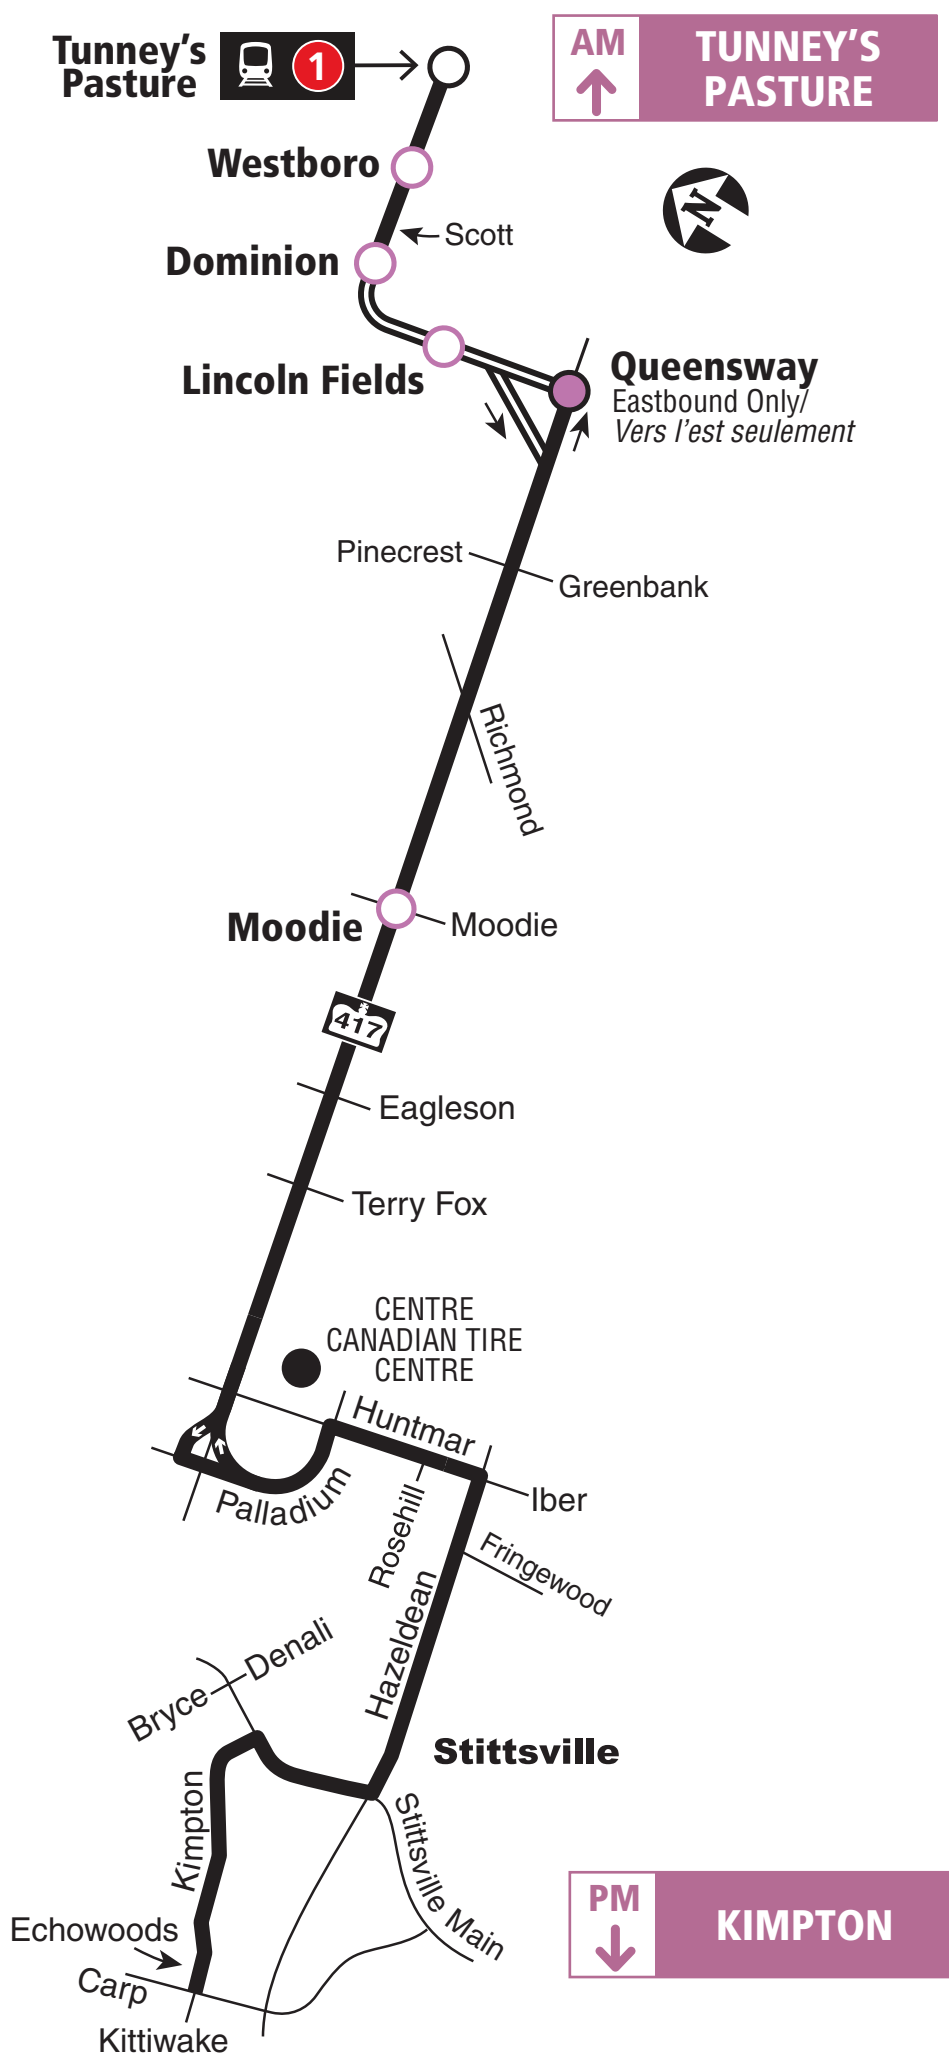 Tunney's
Pasture
1
AM
TUNNEY'S
PASTURE
Westboro
N
Scott
Dominion
Lincoln Fields
Queensway
Eastbound Only/
Vers l'est seulement
Pinecrest
Greenbank
Richmond
Moodie
Moodie
417
Eagleson
Terry Fox
CENTRE
CANADIAN TIRE
CENTRE
Huntmar
Palladium
Rosehill
Iber
Fringewood
Hazeldean
Denali
Bryce
Stittsville
Kimpton
Stittsville Main
PM
KIMPTON
Echowoods
Carp
Kittiwake